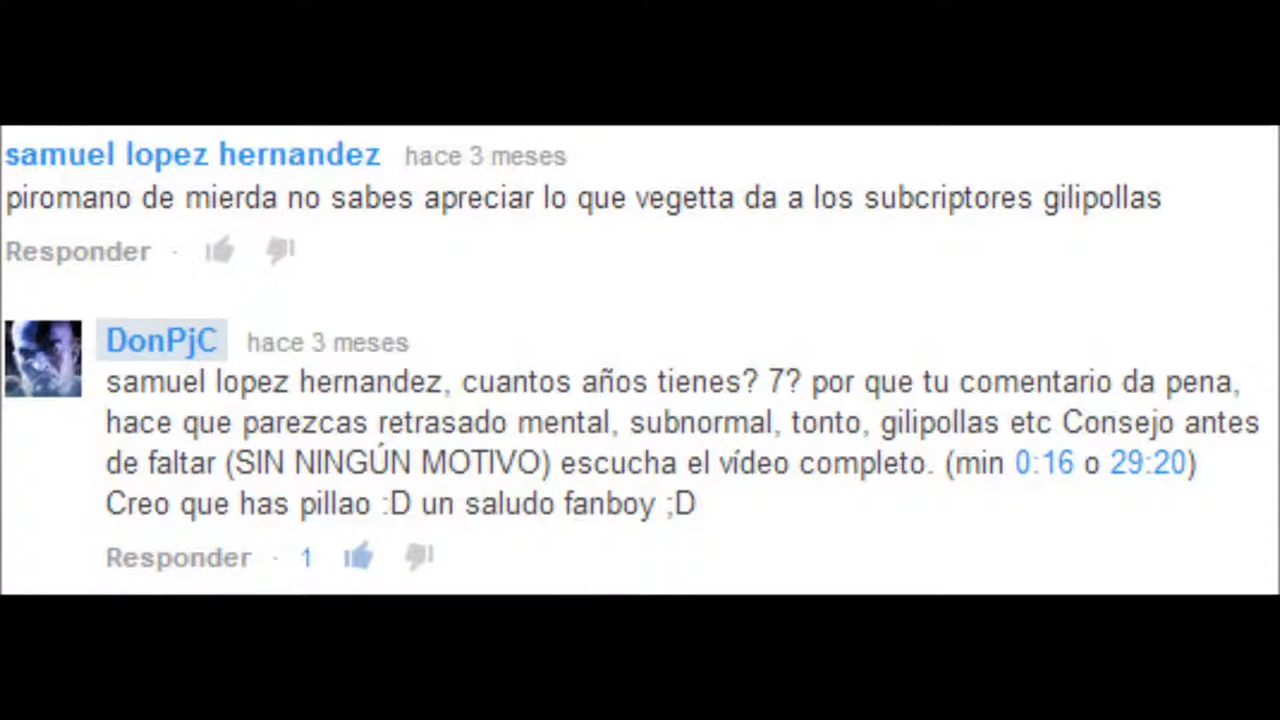 samuel lopez hernandez hace 3 meses
piromano de mierda no sabes apreciar lo que vegetta da a los subcriptores gilipollas
Responder ·
DonPjC hace 3 meses
samuel lopez hernandez, cuantos años tienes? 7? por que tu comentario da pena,
hace que parezcas retrasado mental, subnormal, tonto, gilipollas etc Consejo antes
de faltar (SIN NINGÚN MOTIVO) escucha el vídeo completo. (min 0:16 o 29:20)
Creo que has pillao :D un saludo fanboy ;D
Responder · 1